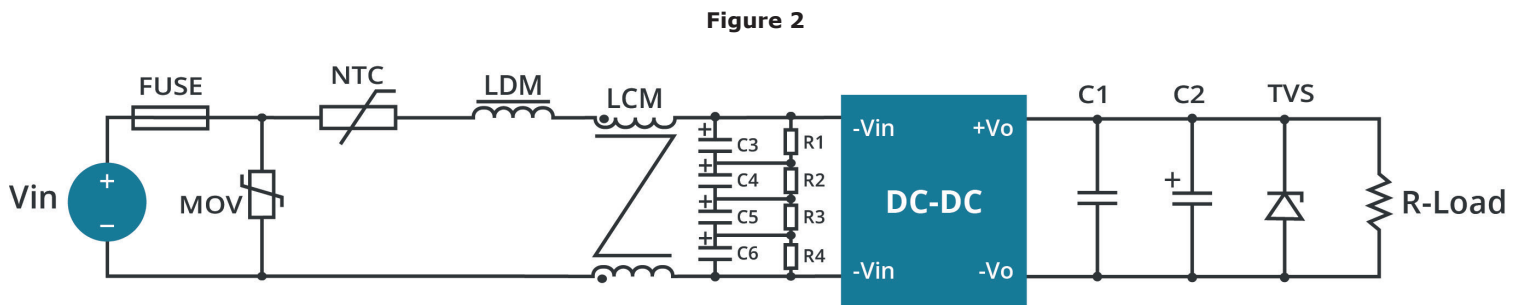 Figure 2
FUSE
NTC
LDM
LCM
C1
C2
TVS
+
C3
R1
-Vin
+Vo
+
C4
R2
Vin
+
−
MOV
DC-DC
+
R-Load
+
C5
R3
+
C6
R4
-Vin
-Vo